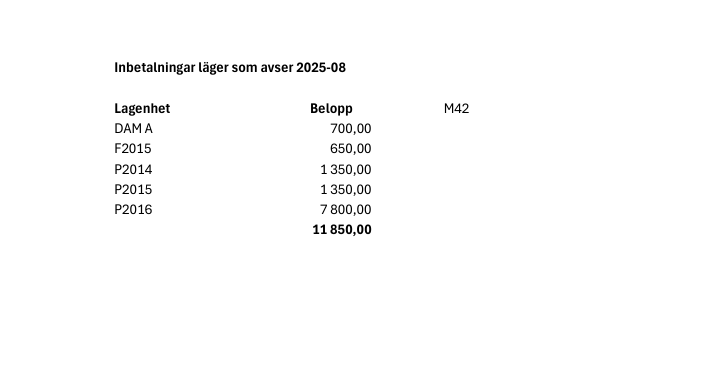 Inbetalningar läger som avser 2025-08
Lagenhet Belopp M42
DAM A 700,00
F2015 650,00
P2014 1 350,00
P2015 1 350,00
P2016 7 800,00
11 850,00